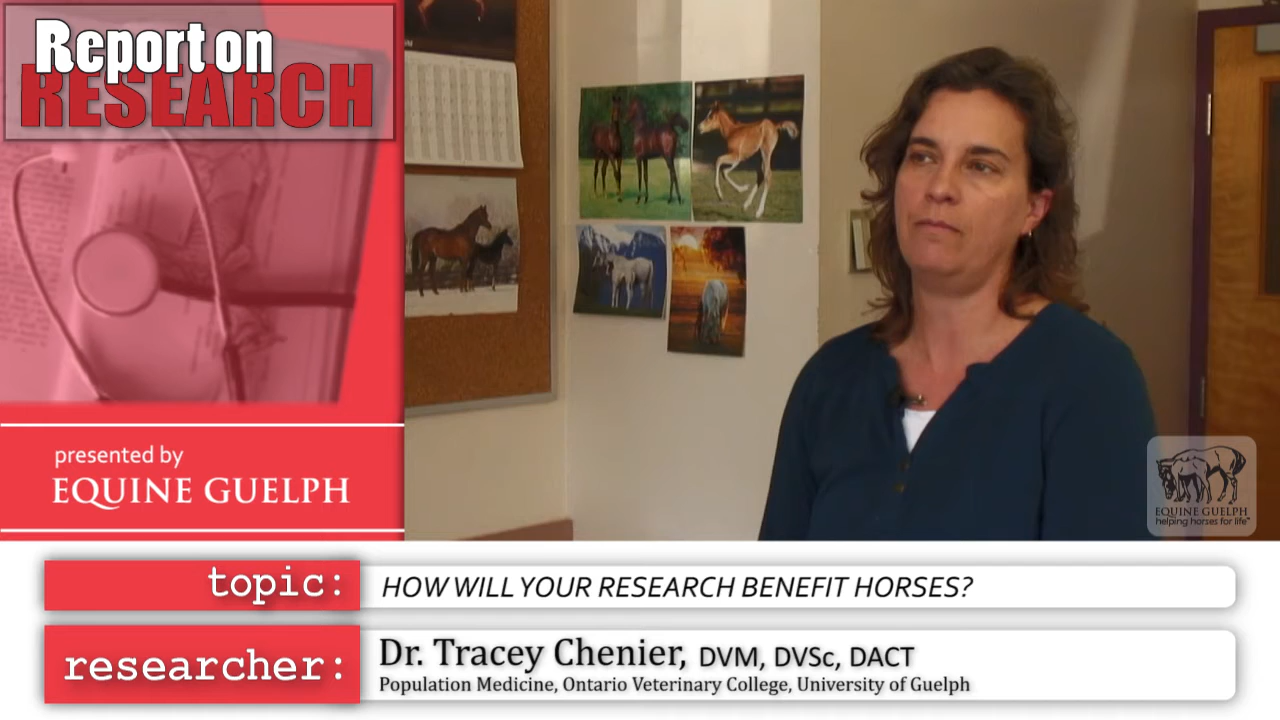 Report on
RESEARCH
presented by
EQUINE GUELPH
EQUINE GUELPH
helping horses for life™
topic:
HOW WILL YOUR RESEARCH BENEFIT HORSES?
researcher:
Dr. Tracey Chenier, DVM, DVSc, DACT
Population Medicine, Ontario Veterinary College, University of Guelph